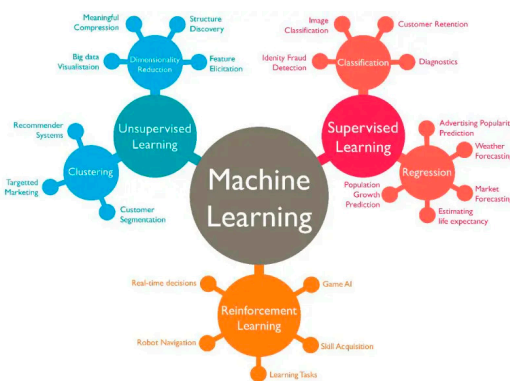 Meaningful
Compression
Structure
Discovery
Big data
Visualistaion
Dimensionality
Reduction
Feature
Elicitation
Image
Classification
Customer Retention
Idenity Fraud
Detection
Classification
Diagnostics
Unsupervised
Learning
Supervised
Learning
Recommender
Systems
Clustering
Targetted
Marketing
Customer
Segmentation
Machine
Learning
Advertising Popularit
Prediction
Weather
Forecastin
Regression
Population
Growth
Prediction
Market
Forecastin
Estimating
life expectancy
Real-time decisions
Game AI
Reinforcement
Learning
Robot Navigation
Skill Acquisition
Learning Tasks